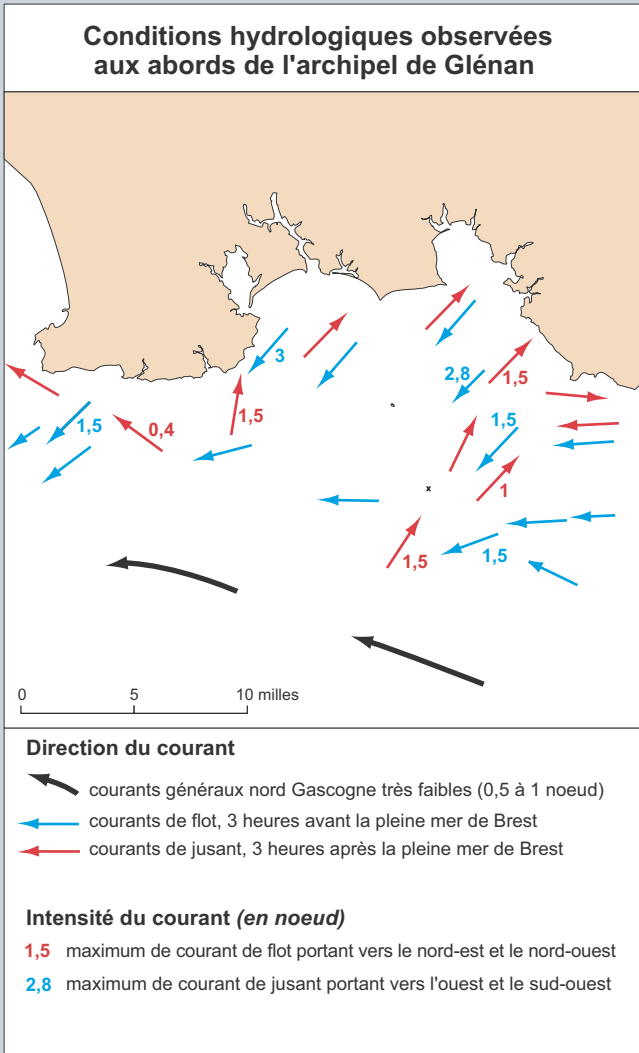 Conditions hydrologiques observées
aux abords de l'archipel de Glénan
3
2,8
1,5
1,5
1,5
0,4
1,5
1
1,5
1,5
0 5 10 milles
Direction du courant
courants généraux nord Gascogne très faibles (0,5 à 1 noeud)
courants de flot, 3 heures avant la pleine mer de Brest
courants de jusant, 3 heures après la pleine mer de Brest
Intensité du courant (en noeud)
1,5 maximum de courant de flot portant vers le nord-est et le nord-ouest
2,8 maximum de courant de jusant portant vers l'ouest et le sud-ouest